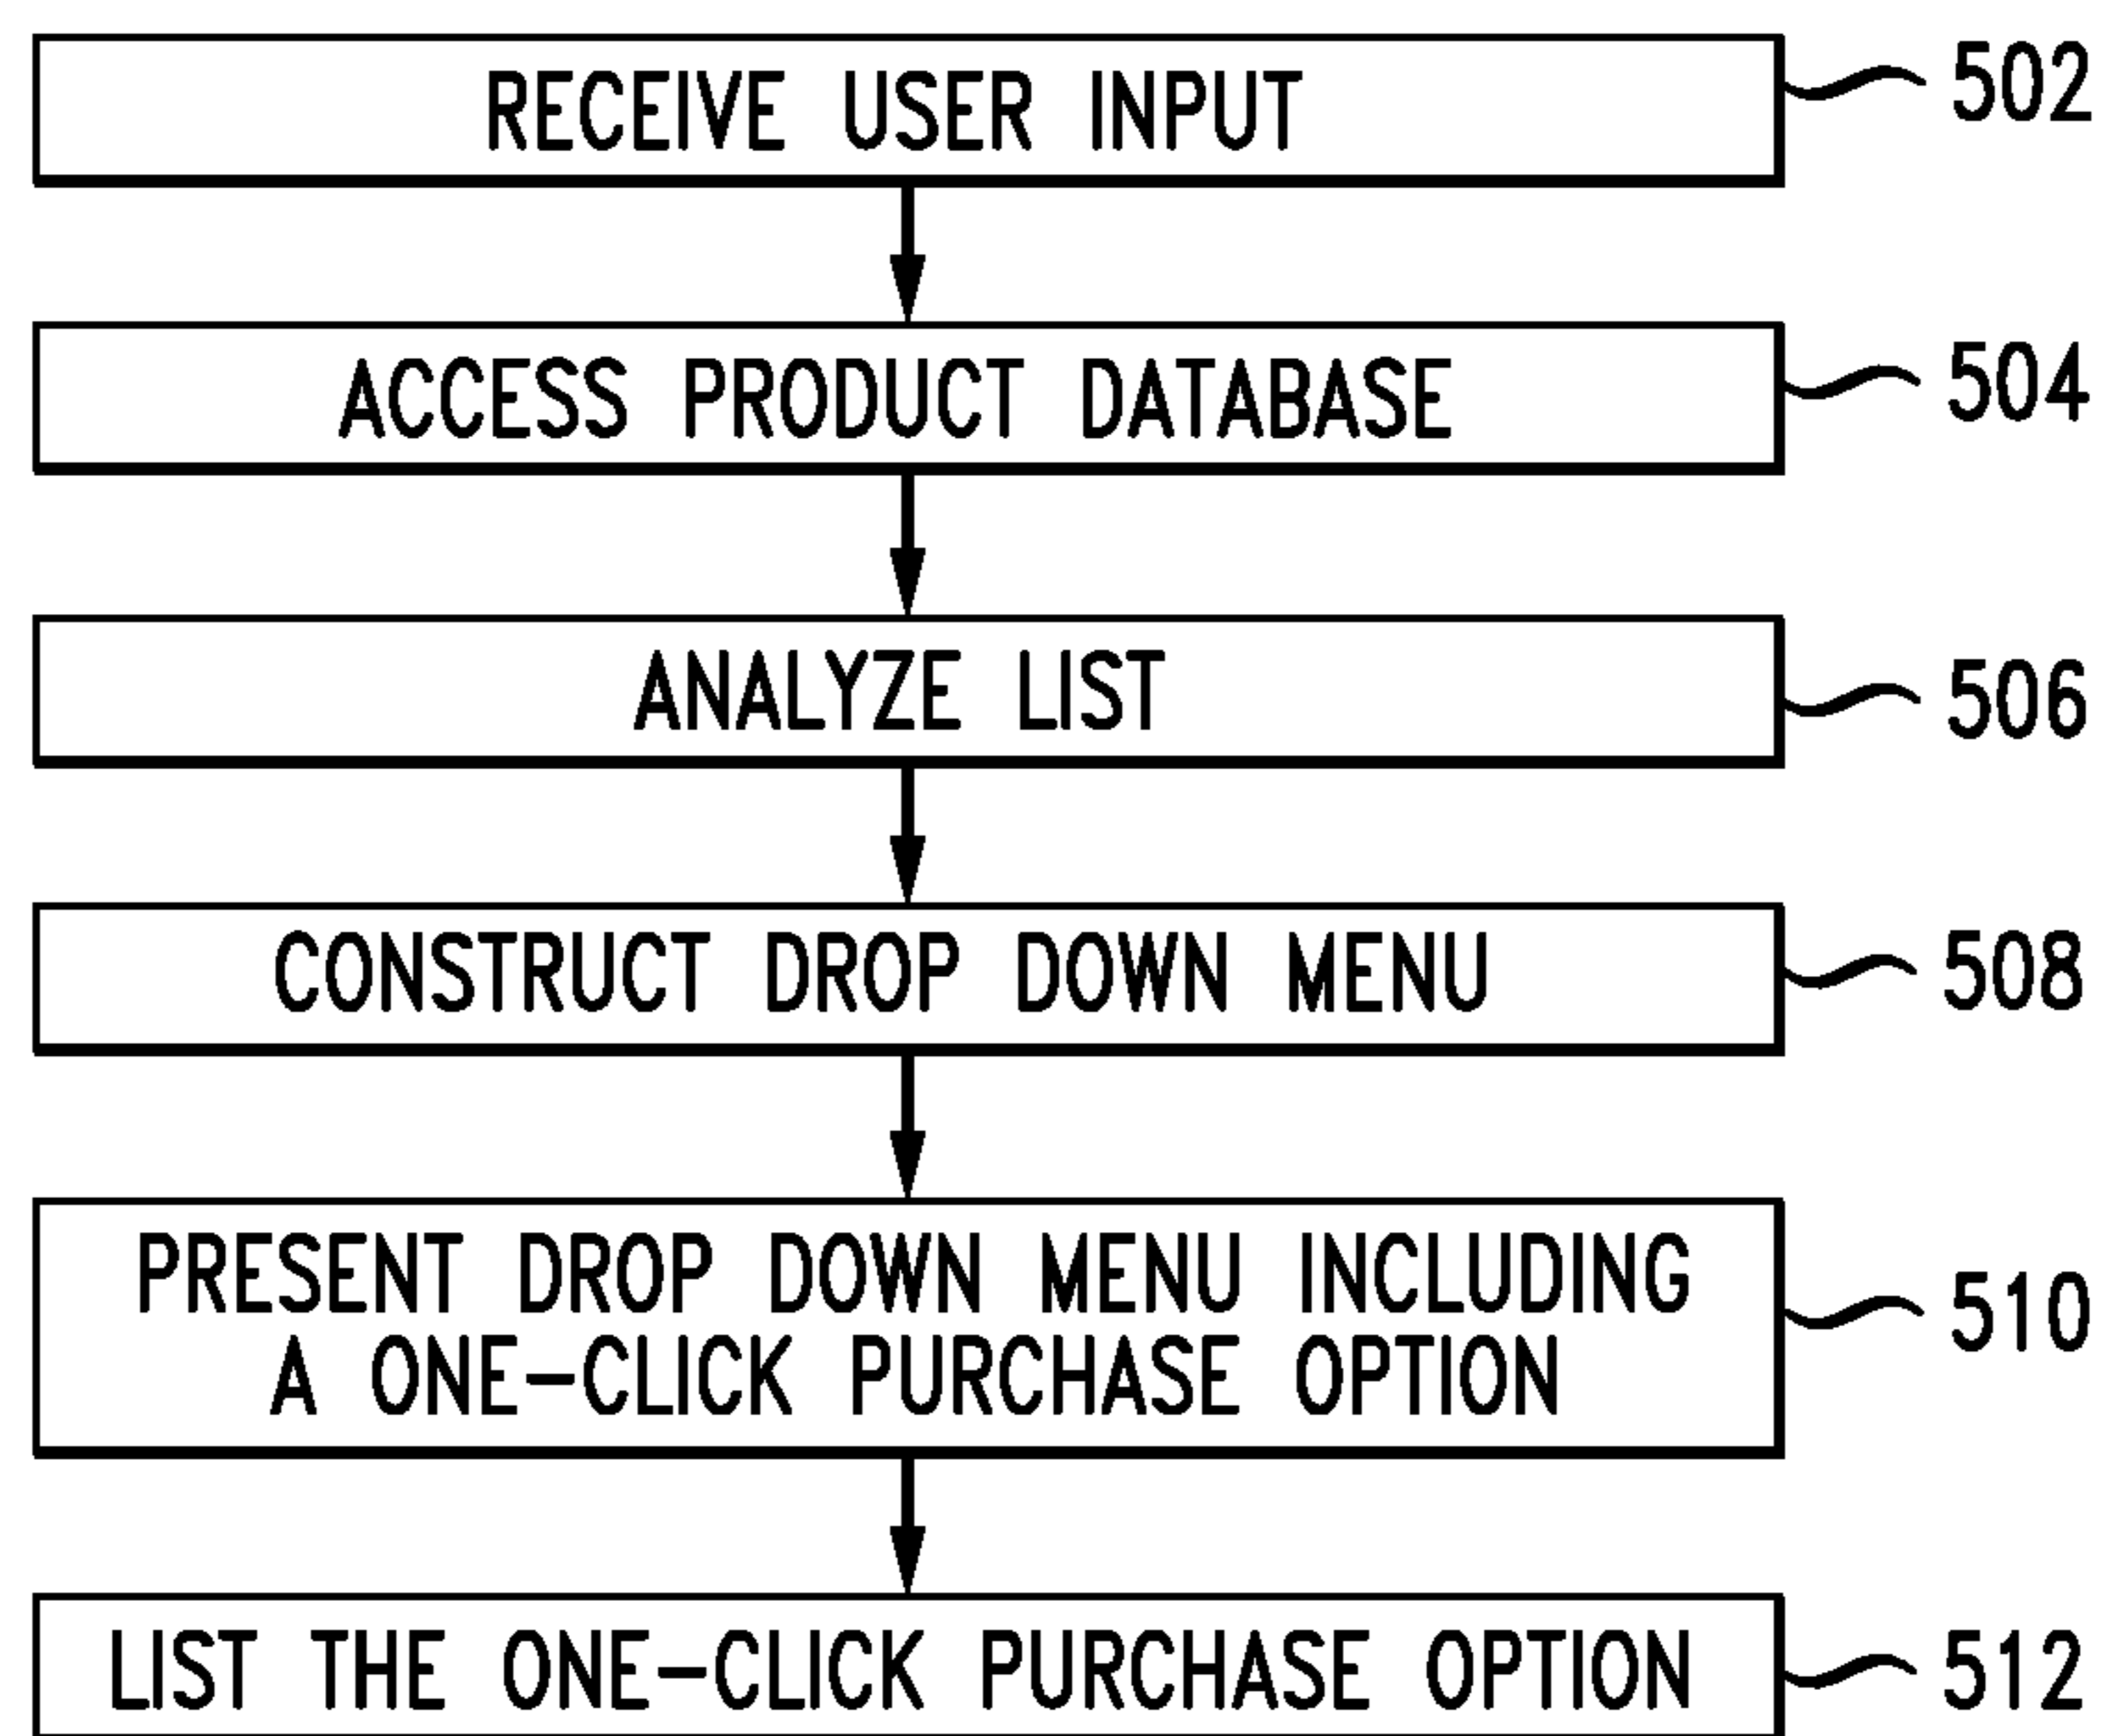 RECEIVE USER INPUT
502
ACCESS PRODUCT DATABASE
504
ANALYZE LIST
506
CONSTRUCT DROP DOWN MENU
508
PRESENT DROP DOWN MENU INCLUDING
A ONE-CLICK PURCHASE OPTION
510
LIST THE ONE-CLICK PURCHASE OPTION
512